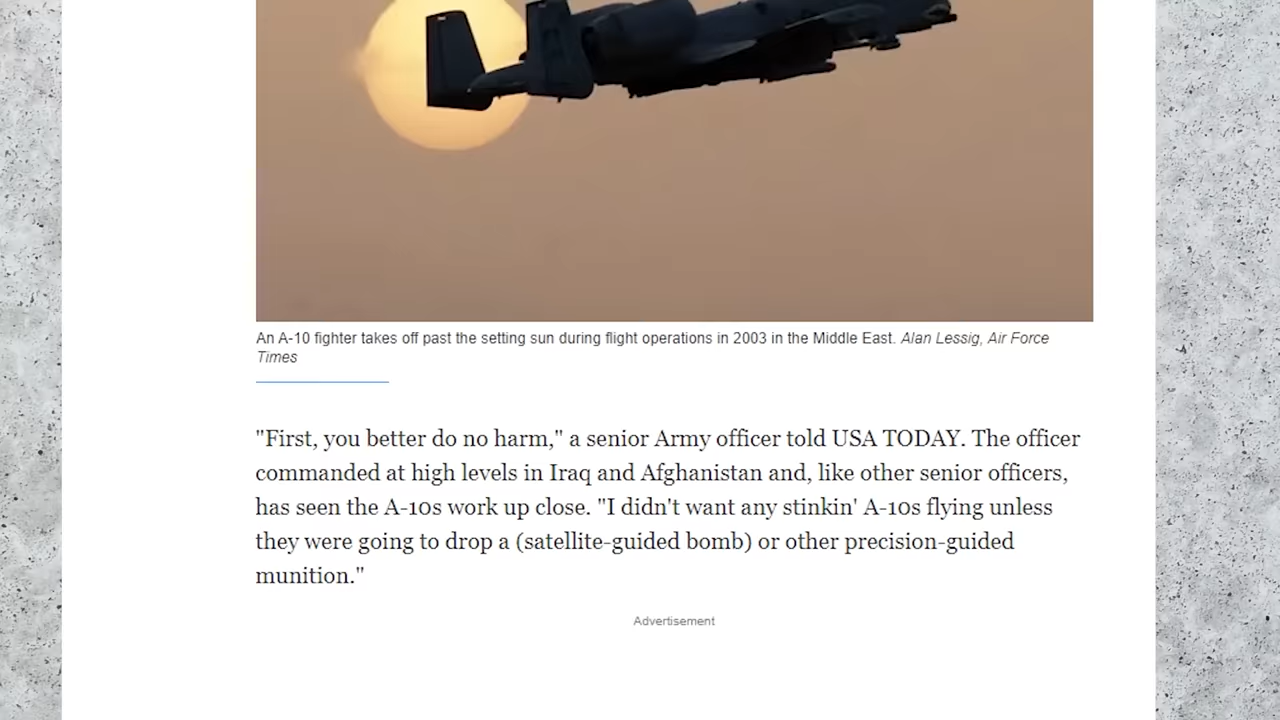 An A-10 fighter takes off past the setting sun during flight operations in 2003 in the Middle East. Alan Lessig, Air Force
Times
"First, you better do no harm," a senior Army officer told USA TODAY. The officer
commanded at high levels in Iraq and Afghanistan and, like other senior officers,
has seen the A-10s work up close. "I didn't want any stinkin' A-10s flying unless
they were going to drop a (satellite-guided bomb) or other precision-guided
munition."
Advertisement